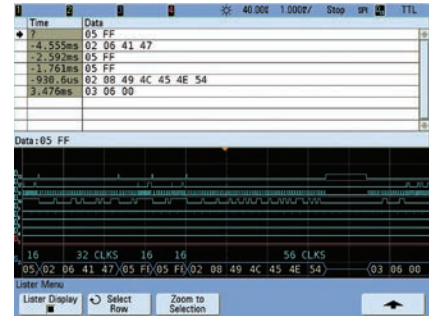 1 2 3 4 40.00% 1.000%/ Stop SPI TTL
Time Data
? 05 FF
-4.555ms 02 06 41 47
-2.592ms 05 FF
-1.761ms 05 FF
-930.6us 02 08 49 4C 45 4E 54
3.476ms 03 06 00
Data:05 FF
16 32 CLKS 16 16 56 CLKS
05 02 06 41 47 05 FF 05 FF 02 08 49 4C 45 4E 54 03 06 00
Lister Menu
Lister Display Select Row Zoom to Selection